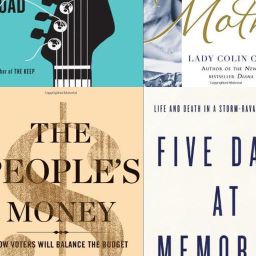 OAD
ther of THE KEEP
Moth
LADY COLIN C
AUTHOR OF THE NEW
BESTSELLER DIANA
THE
PEOPLE'S
MONEY
OW VOTERS WILL BALANCE THE BUDGET
LIFE AND DEATH IN A STORM-RAVA
FIVE DA
AT
MEMOR